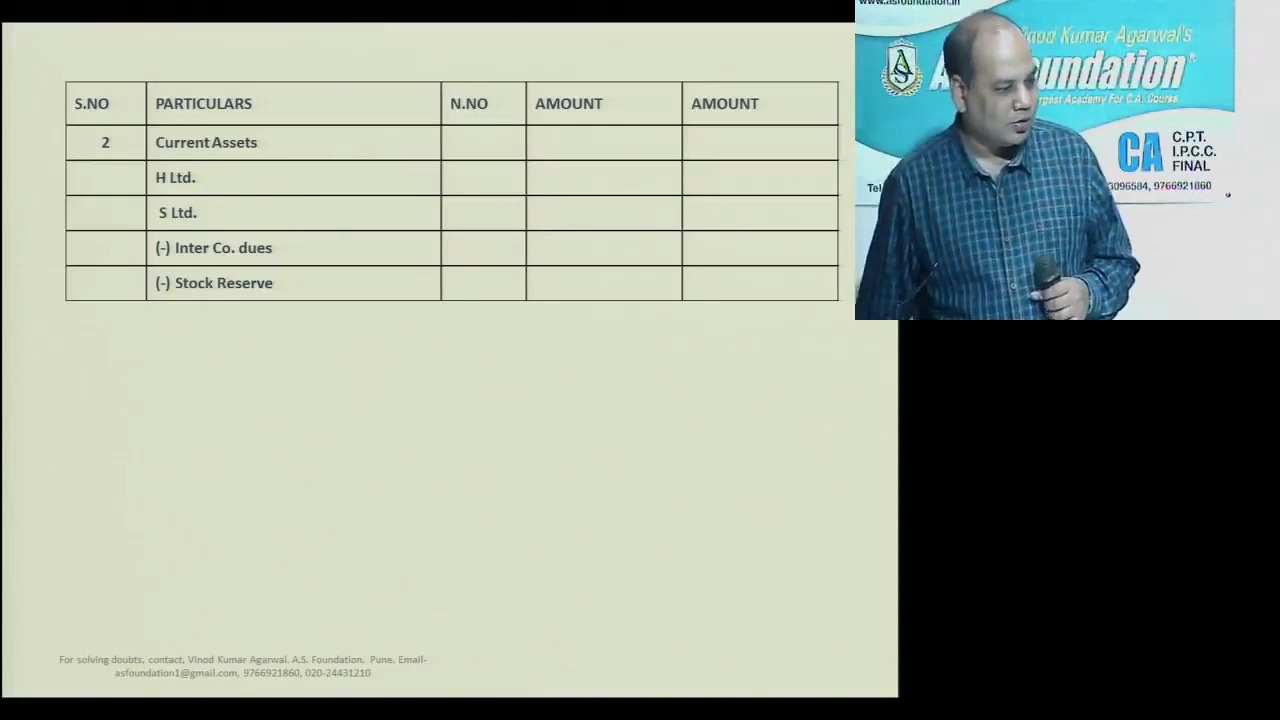 S.NO PARTICULARS N.NO AMOUNT AMOUNT
2 Current Assets
H Ltd.
S Ltd.
(-) Inter Co. dues
(-) Stock Reserve
For solving doubts, contact, Vinod Kumar Agarwal. A.S. Foundation. Pune. Email-
asfoundation1@gmail.com, 9766921860, 020-24431210
www.asfoundation.in
Vinod Kumar Agarwal's
oundation®
Academy For C.A. Course
AS
CA
C.P.T.
I.P.C.C.
FINAL
3096584, 9766921860